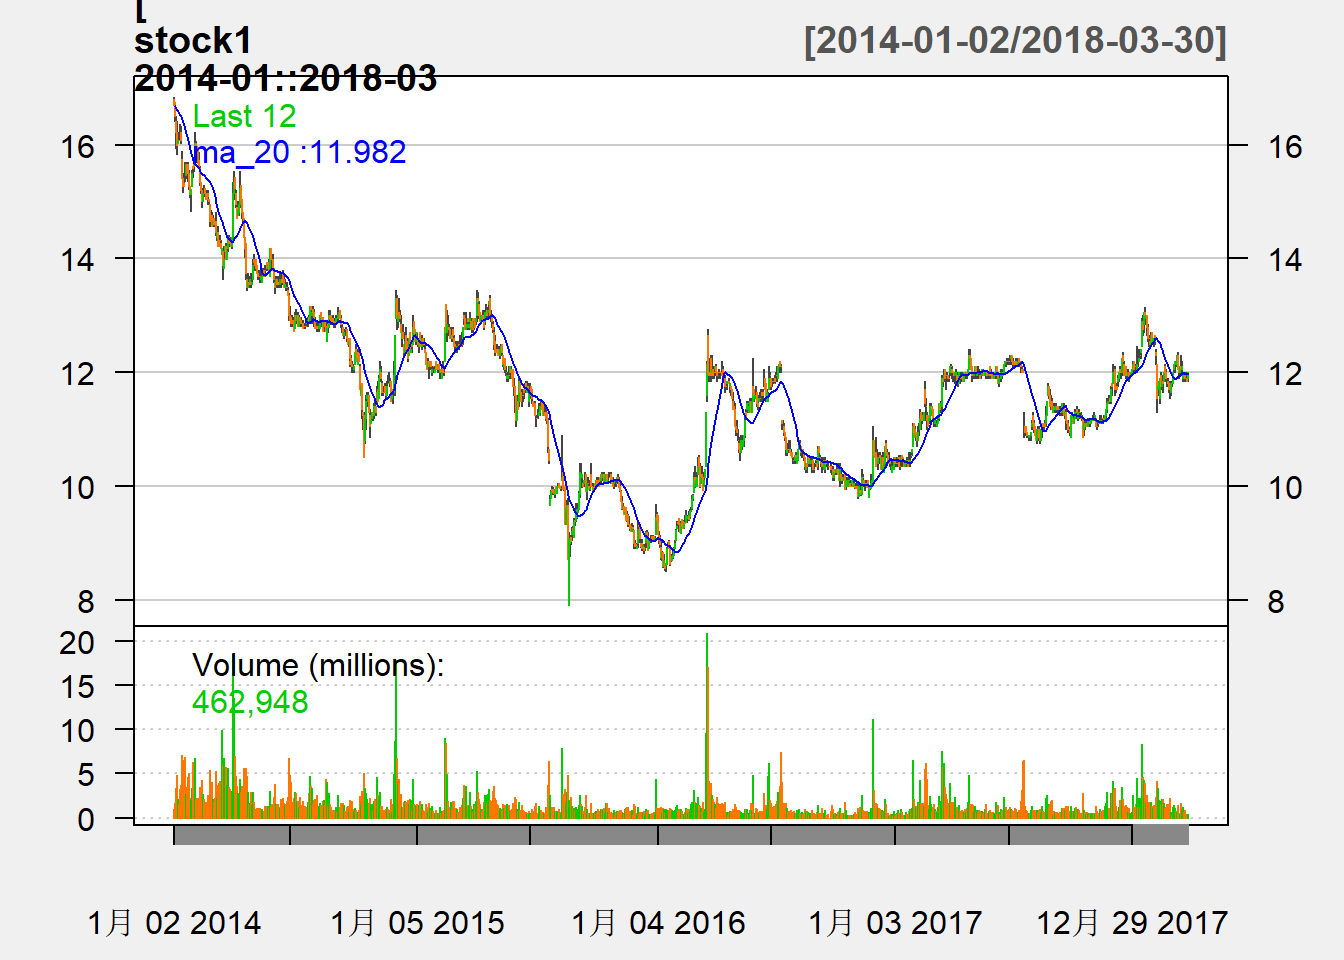 [
stock1
2014-01::2018-03
[2014-01-02/2018-03-30]
Last 12
ma_20 :11.982
16
14
12
10
8
16
14
12
10
8
Volume (millions):
462,948
20
15
10
5
0
1月 02 2014
1月 05 2015
1月 04 2016
1月 03 2017
12月 29 2017